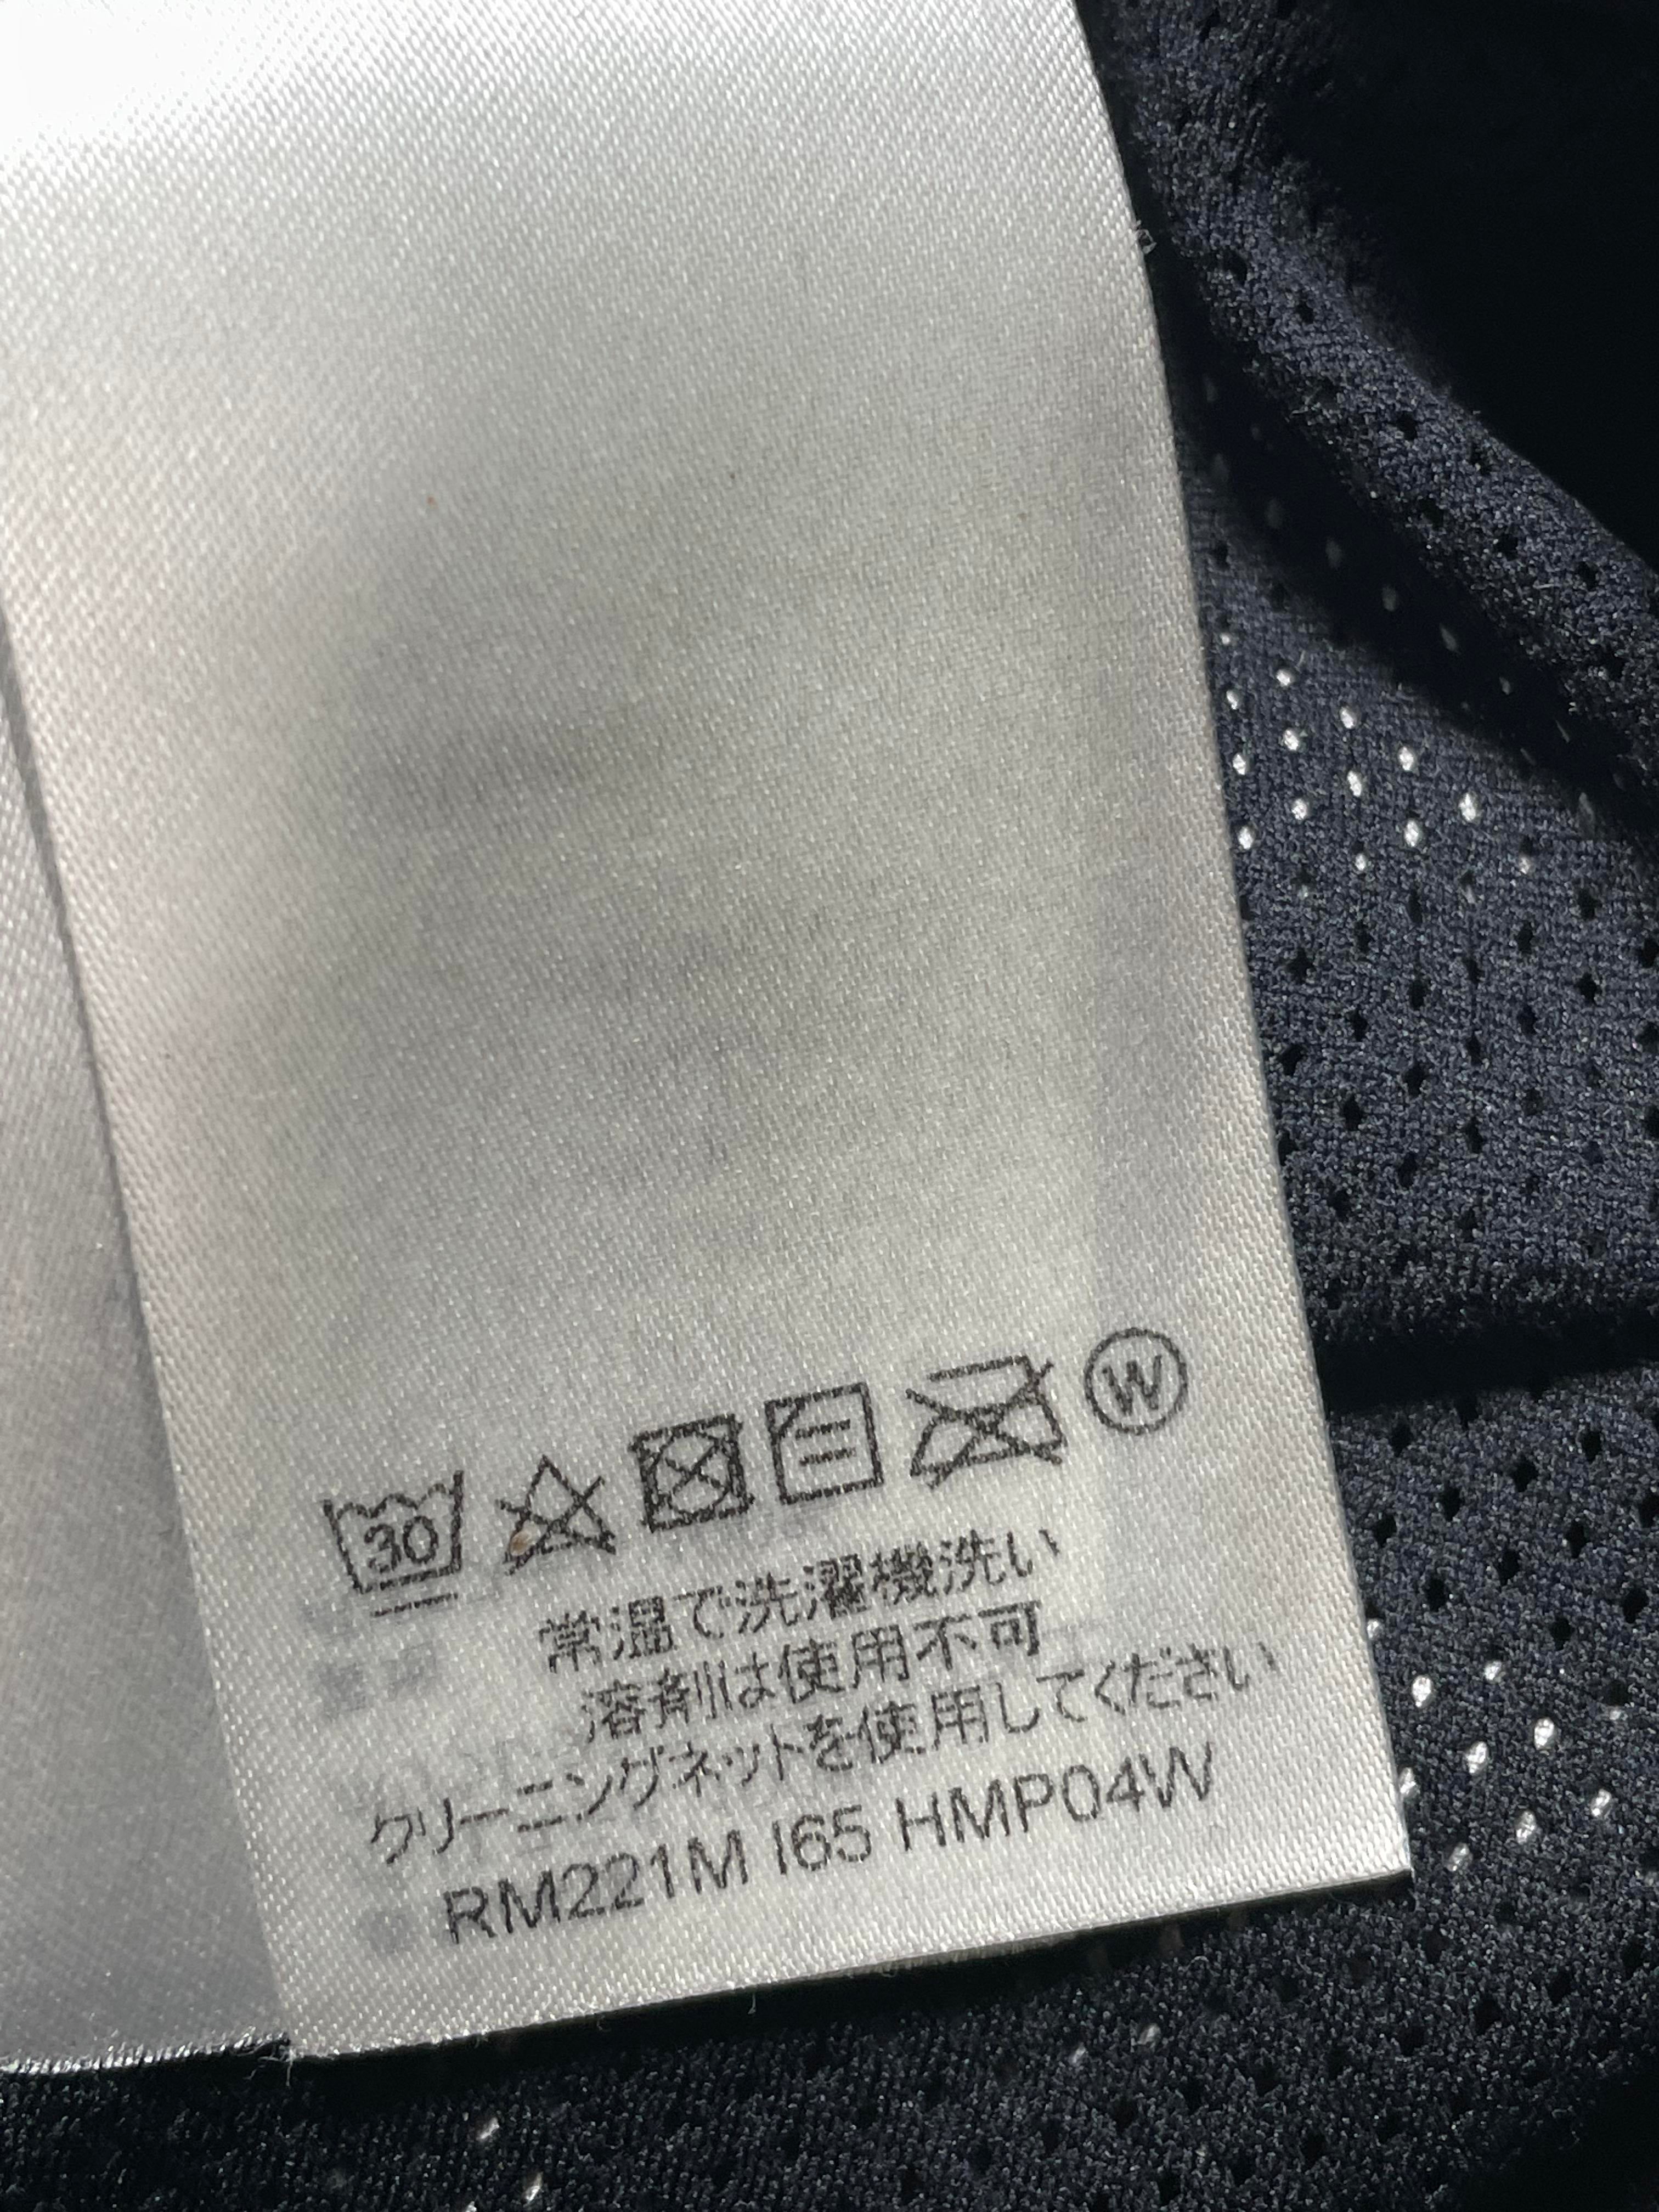 30
W
常温で洗濯機洗い
溶剤は使用不可
クリーニングネットを使用してください
RM221M I65 HMP04W